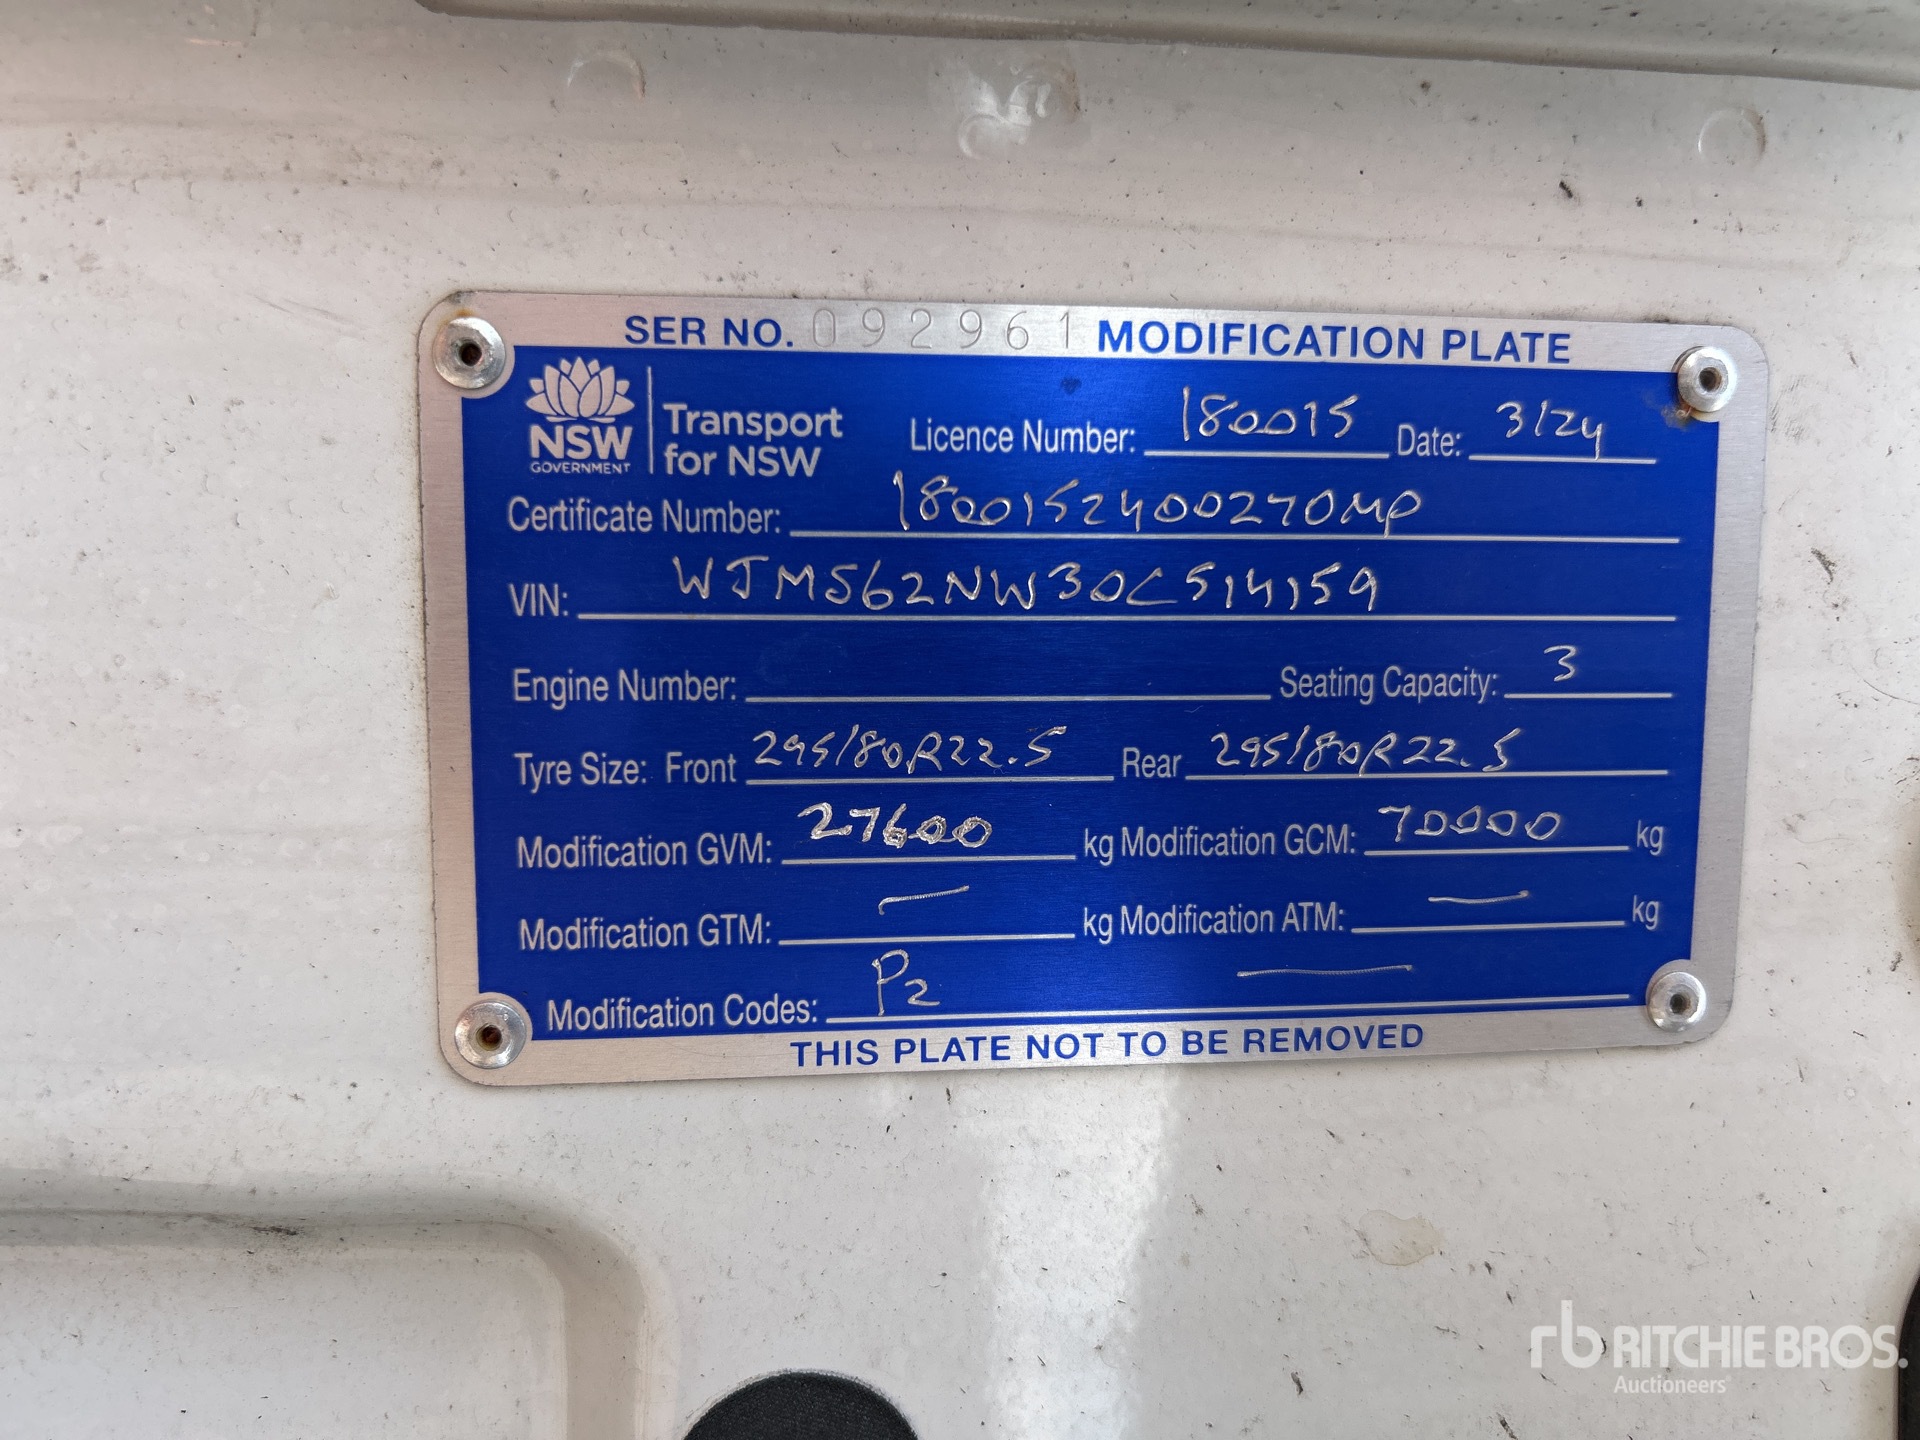 SER NO. 092961 MODIFICATION PLATE
NSW GOVERNMENT Transport for NSW
Licence Number: 180015 Date: 3/24
Certificate Number: 1800152400270MP
VIN: WJM562NW30C514159
Engine Number: Seating Capacity: 3
Tyre Size: Front 295/80R22.5 Rear 295/80R22.5
Modification GVM: 27600 kg Modification GCM: 70000 kg
Modification GTM: — kg Modification ATM: — kg
Modification Codes: P2 —
THIS PLATE NOT TO BE REMOVED
rb RITCHIE BROS.
Auctioneers